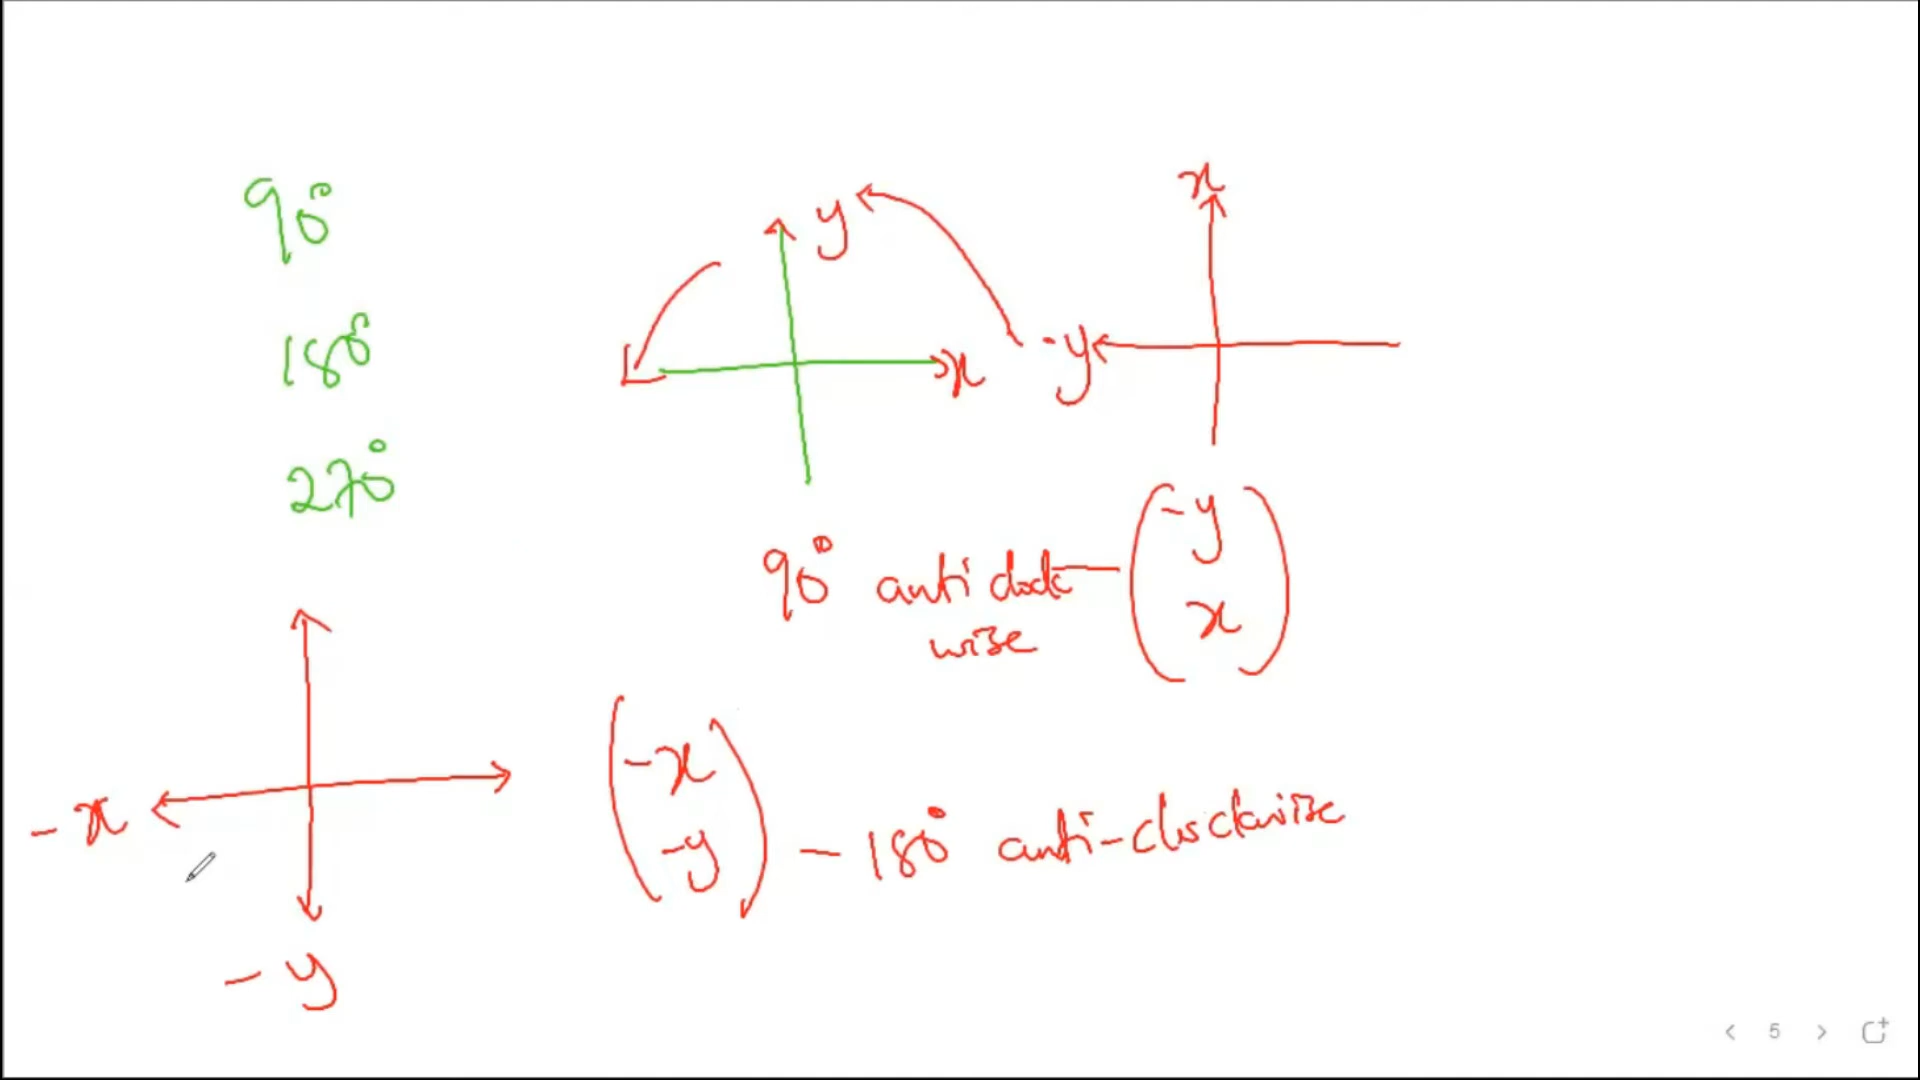 90°
180°
270°
y
x
x
-y
90° anti clock
wise
-y
x
-x
-y
-x
-y
- 180° anti-clockwise
< 5 >